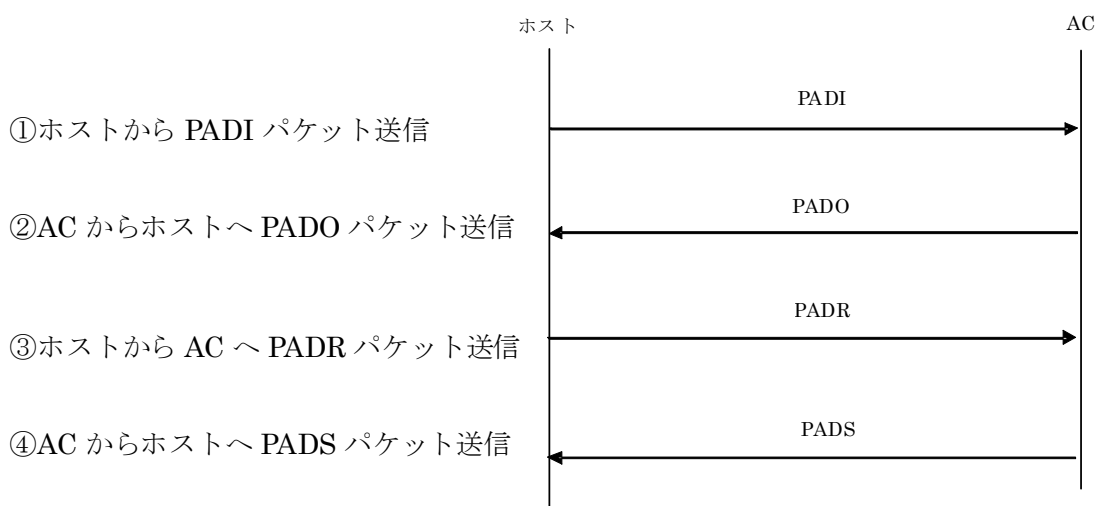 ホスト
AC
PADI
①ホストから PADI パケット送信
PADO
②AC からホストへ PADO パケット送信
PADR
③ホストから AC へ PADR パケット送信
PADS
④AC からホストへ PADS パケット送信